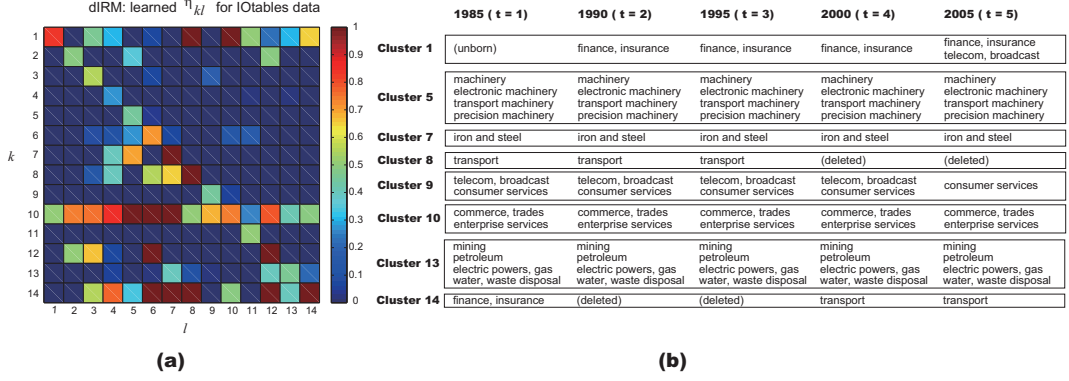 dIRM: learned ηkl for IOtables data
k
1
2
3
4
5
6
7
8
9
10
11
12
13
14
1 2 3 4 5 6 7 8 9 10 11 12 13 14
l
1
0.9
0.8
0.7
0.6
0.5
0.4
0.3
0.2
0.1
0
(a)
1985 ( t = 1) 1990 ( t = 2) 1995 ( t = 3) 2000 ( t = 4) 2005 ( t = 5)
Cluster 1 (unborn) finance, insurance finance, insurance finance, insurance finance, insurance
telecom, broadcast
machinery machinery machinery machinery machinery
Cluster 5 electronic machinery electronic machinery electronic machinery electronic machinery electronic machinery
transport machinery transport machinery transport machinery transport machinery transport machinery
precision machinery precision machinery precision machinery precision machinery precision machinery
Cluster 7 iron and steel iron and steel iron and steel iron and steel iron and steel
Cluster 8 transport transport transport (deleted) (deleted)
Cluster 9 telecom, broadcast telecom, broadcast telecom, broadcast telecom, broadcast consumer services
consumer services consumer services consumer services consumer services
Cluster 10 commerce, trades commerce, trades commerce, trades commerce, trades commerce, trades
enterprise services enterprise services enterprise services enterprise services enterprise services
mining mining mining mining mining
Cluster 13 petroleum petroleum petroleum petroleum petroleum
electric powers, gas electric powers, gas electric powers, gas electric powers, gas electric powers, gas
water, waste disposal water, waste disposal water, waste disposal water, waste disposal water, waste disposal
Cluster 14 finance, insurance (deleted) (deleted) transport transport
(b)